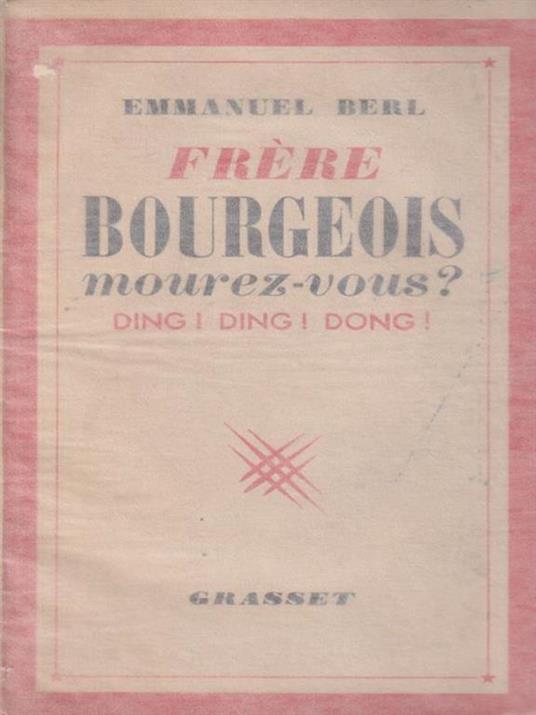 EMMANUEL BERL
FRÈRE
BOURGEOIS
mourez-vous?
DING! DING! DONG!
GRASSET